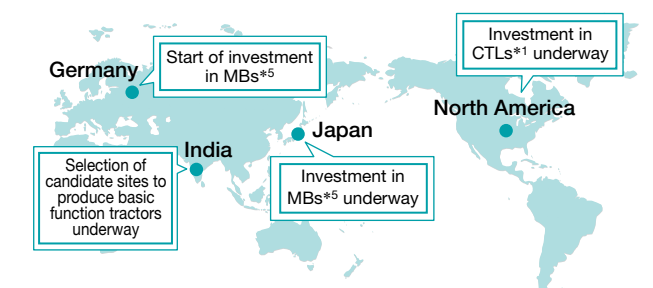 Germany
Start of investment
in MBs*5
India
Selection of
candidate sites to
produce basic
function tractors
underway
Japan
Investment in
MBs*5 underway
Investment in
CTLs*1 underway
North America